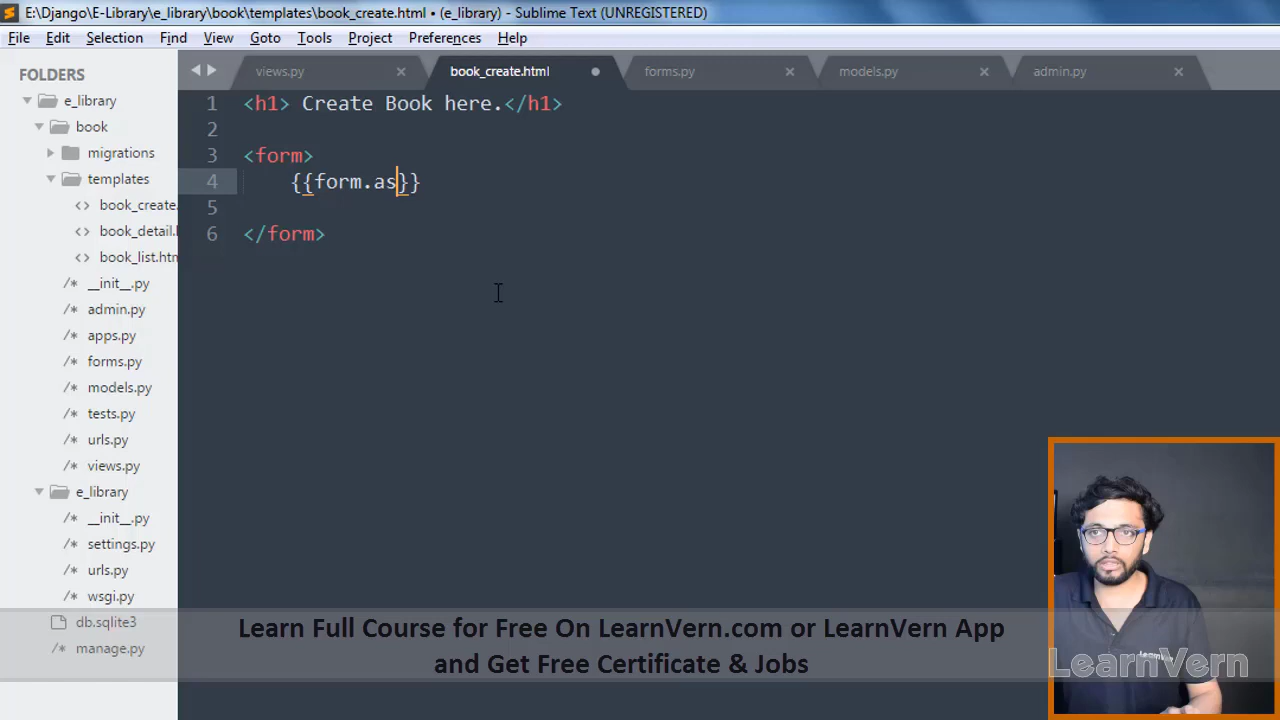 E:\Django\E-Library\e_library\book\templates\book_create.html • (e_library) - Sublime Text (UNREGISTERED)
File Edit Selection Find View Goto Tools Project Preferences Help
FOLDERS
e_library
book
migrations
templates
book_create.
book_detail.l
book_list.htm
__init__.py
admin.py
apps.py
forms.py
models.py
tests.py
urls.py
views.py
e_library
__init__.py
settings.py
urls.py
wsgi.py
db.sqlite3
manage.py
views.py book_create.html forms.py models.py admin.py
1 <h1> Create Book here.</h1>
2
3 <form>
4 {{form.as}}
5
6 </form>
Learn Full Course for Free On LearnVern.com or LearnVern App
and Get Free Certificate & Jobs
LearnVern